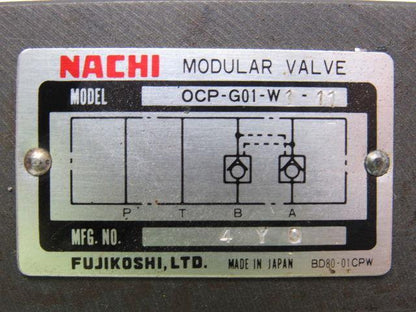 NACHI MODULAR VALVE
MODEL OCP-G01-W1-11
P T B A
MFG. NO. 4 Y
FUJIKOSHI, LTD. MADE IN JAPAN BD80-01CPW